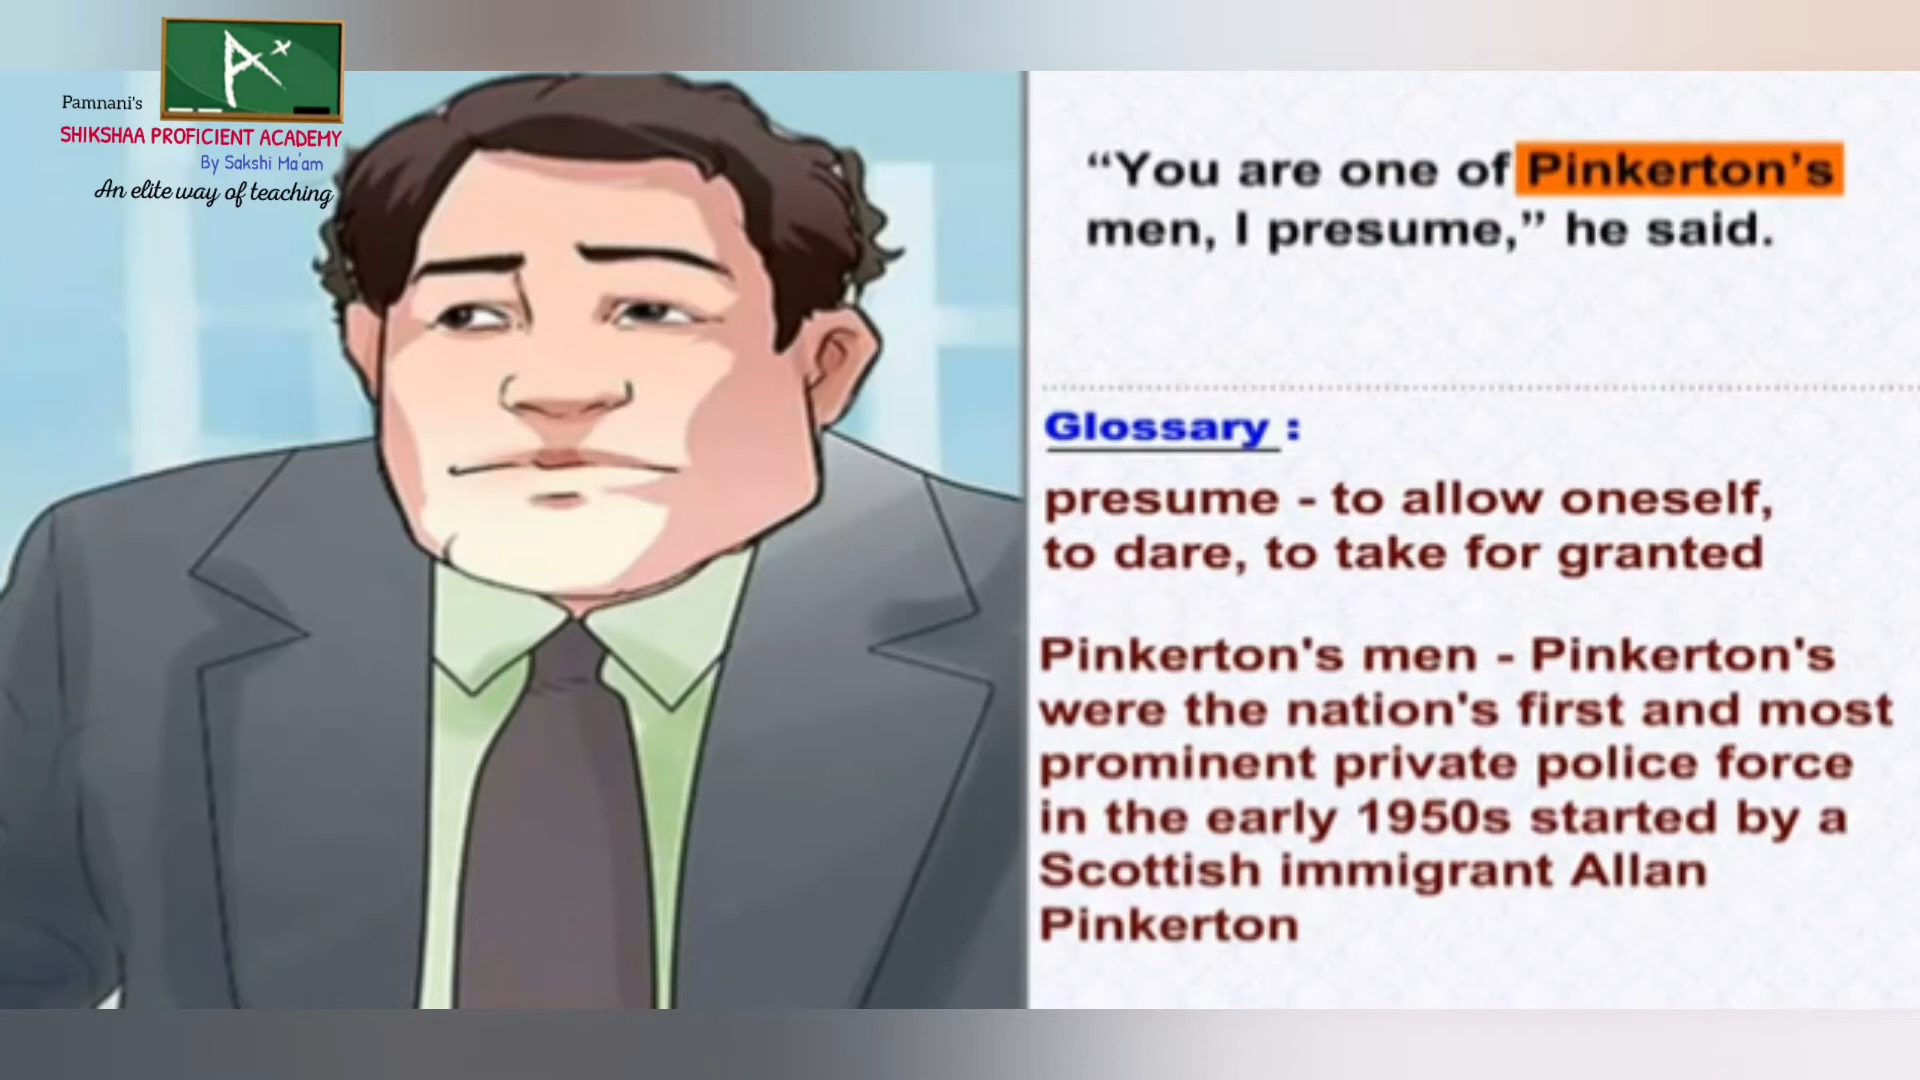 Pamnani's
A+
SHIKSHAA PROFICIENT ACADEMY
By Sakshi Ma'am
An elite way of teaching
“You are one of Pinkerton’s
men, I presume,” he said.
Glossary :
presume - to allow oneself,
to dare, to take for granted
Pinkerton's men - Pinkerton's
were the nation's first and most
prominent private police force
in the early 1950s started by a
Scottish immigrant Allan
Pinkerton